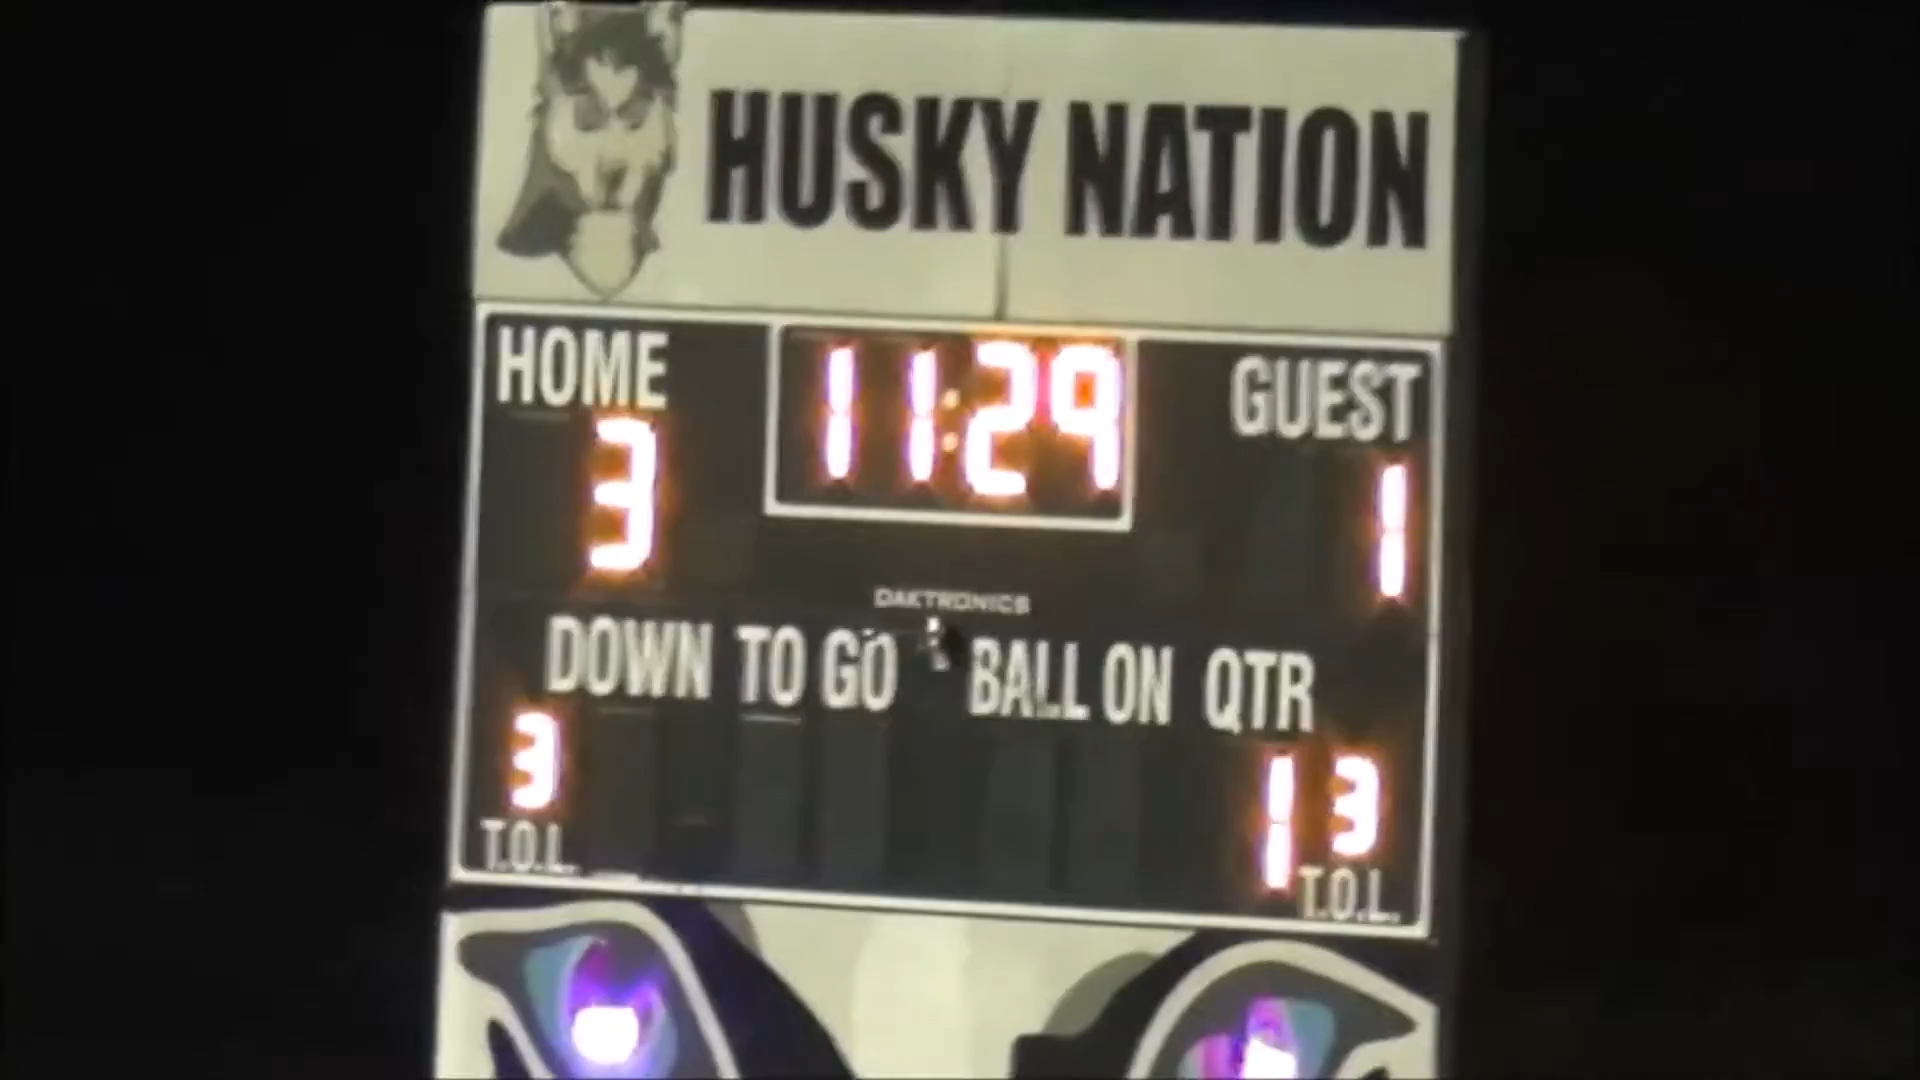 HUSKY NATION
HOME 11:29 GUEST
3 1
DAKTRONICS
DOWN TO GO BALL ON QTR
3 1 3
T.O.L. T.O.L.